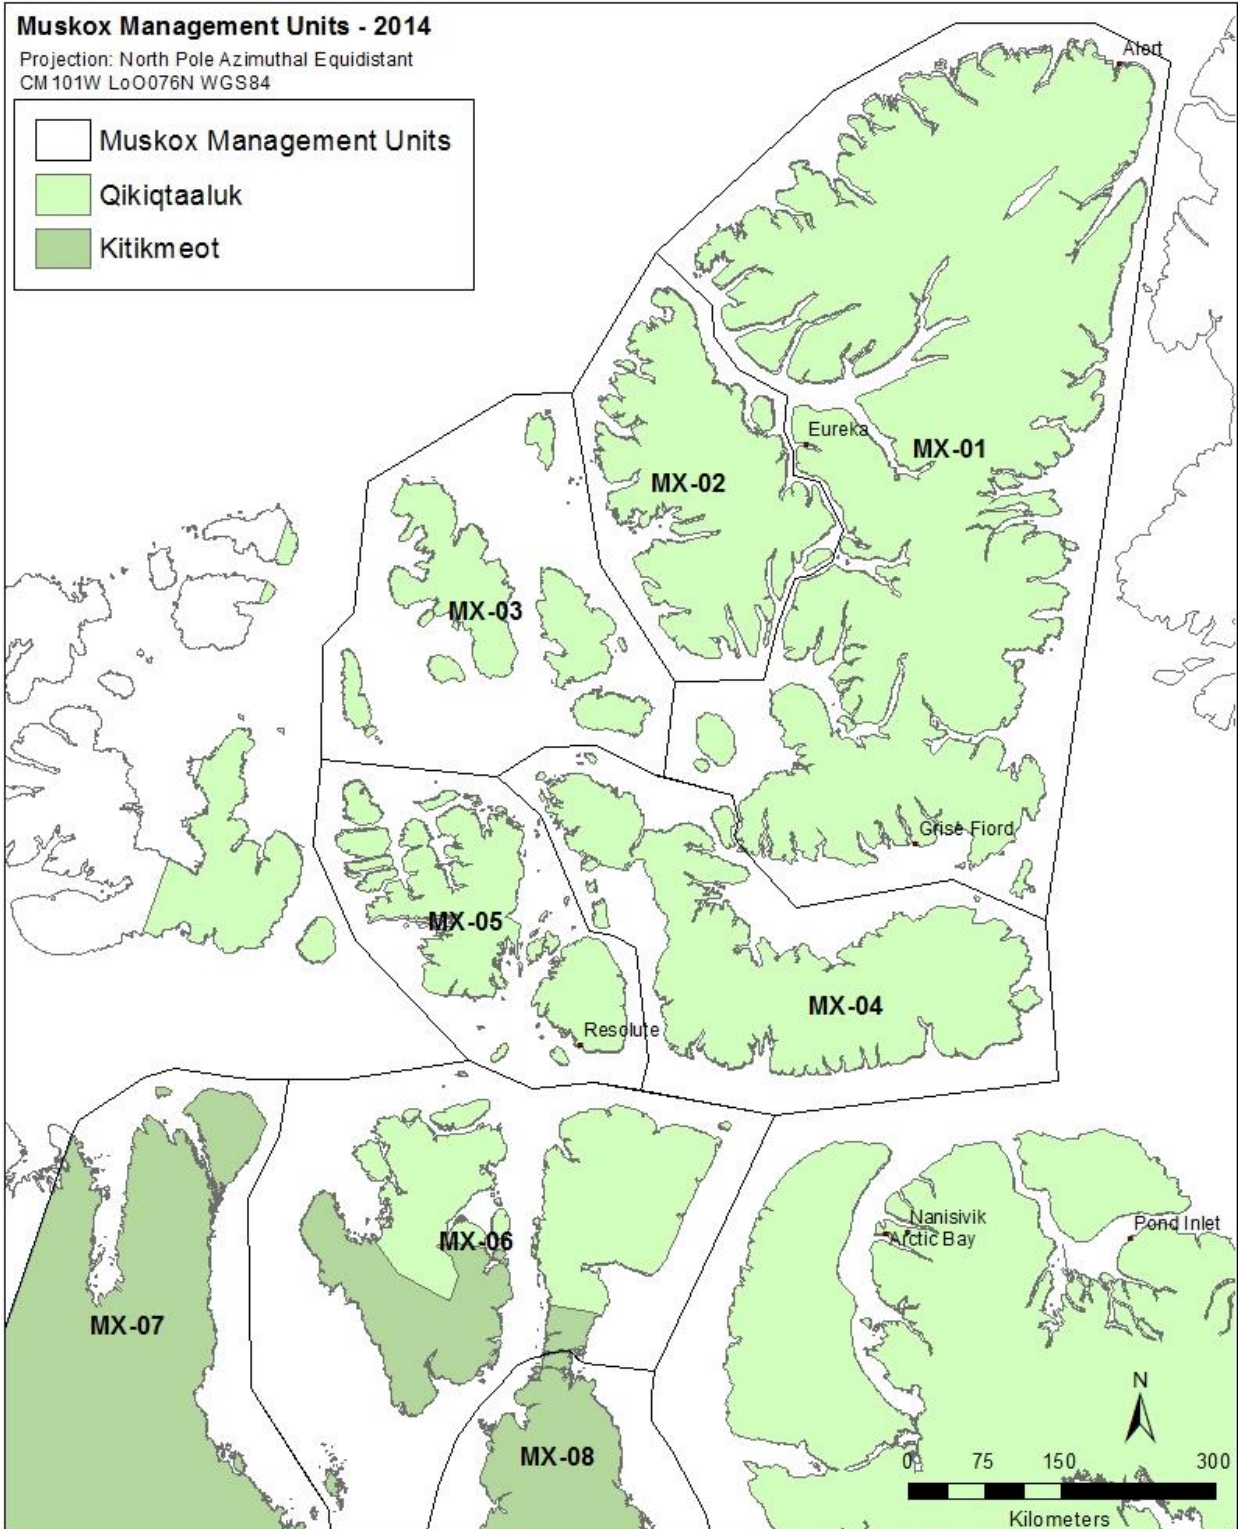 Muskox Management Units - 2014
Projection: North Pole Azimuthal Equidistant
CM 101W LoO076N WGS84
Muskox Management Units
Qikiqtaaluk
Kitikmeot
Alert
Eureka
MX-01
MX-02
MX-03
Grise Fiord
MX-05
MX-04
Resolute
Nanisivik
Arctic Bay
Pond Inlet
MX-06
MX-07
MX-08
N
0 75 150 300
Kilometers